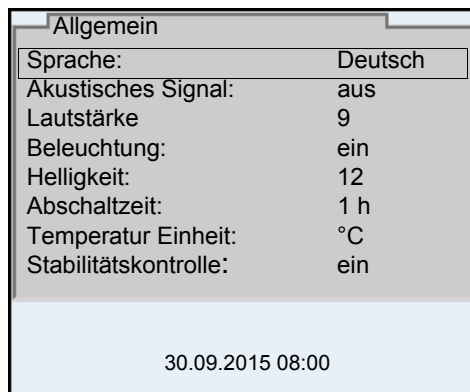 Allgemein
Sprache: Deutsch
Akustisches Signal: aus
Lautstärke 9
Beleuchtung: ein
Helligkeit: 12
Abschaltzeit: 1 h
Temperatur Einheit: °C
Stabilitätskontrolle: ein
30.09.2015 08:00